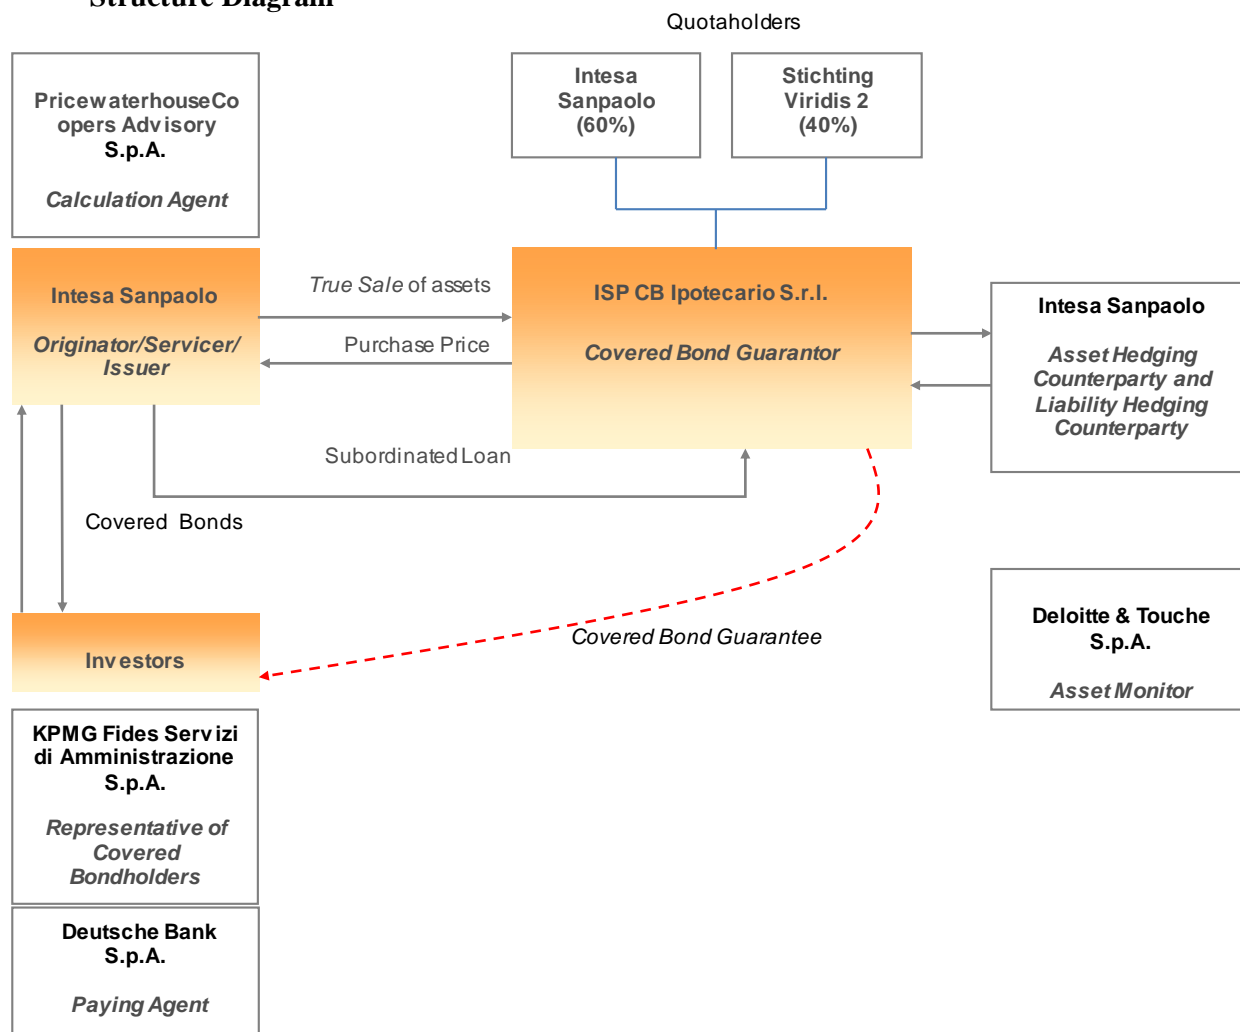 Structure Diagram
Quotaholders
PricewaterhouseCo
opers Advisory
S.p.A.
Calculation Agent
Intesa
Sanpaolo
(60%)
Stichting
Viridis 2
(40%)
Intesa Sanpaolo
Originator/Servicer/
Issuer
True Sale of assets
Purchase Price
ISP CB Ipotecario S.r.l.
Covered Bond Guarantor
Intesa Sanpaolo
Asset Hedging
Counterparty and
Liability Hedging
Counterparty
Subordinated Loan
Covered Bonds
Investors
Covered Bond Guarantee
Deloitte & Touche
S.p.A.
Asset Monitor
KPMG Fides Servizi
di Amministrazione
S.p.A.
Representative of
Covered
Bondholders
Deutsche Bank
S.p.A.
Paying Agent